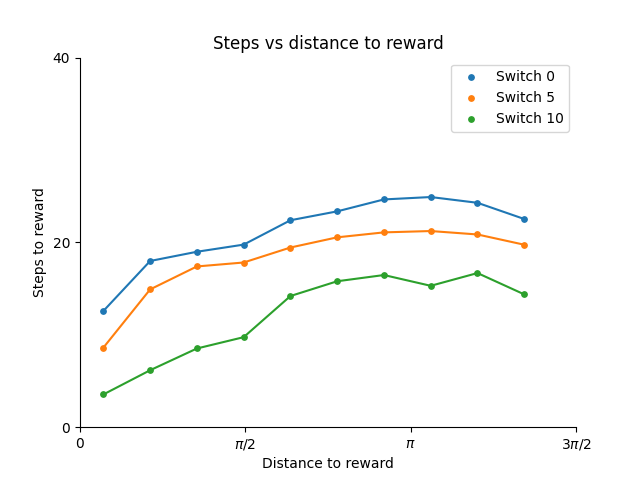 Steps vs distance to reward
40
Switch 0
Switch 5
Switch 10
Steps to reward
20
0
0
π/2
π
3π/2
Distance to reward